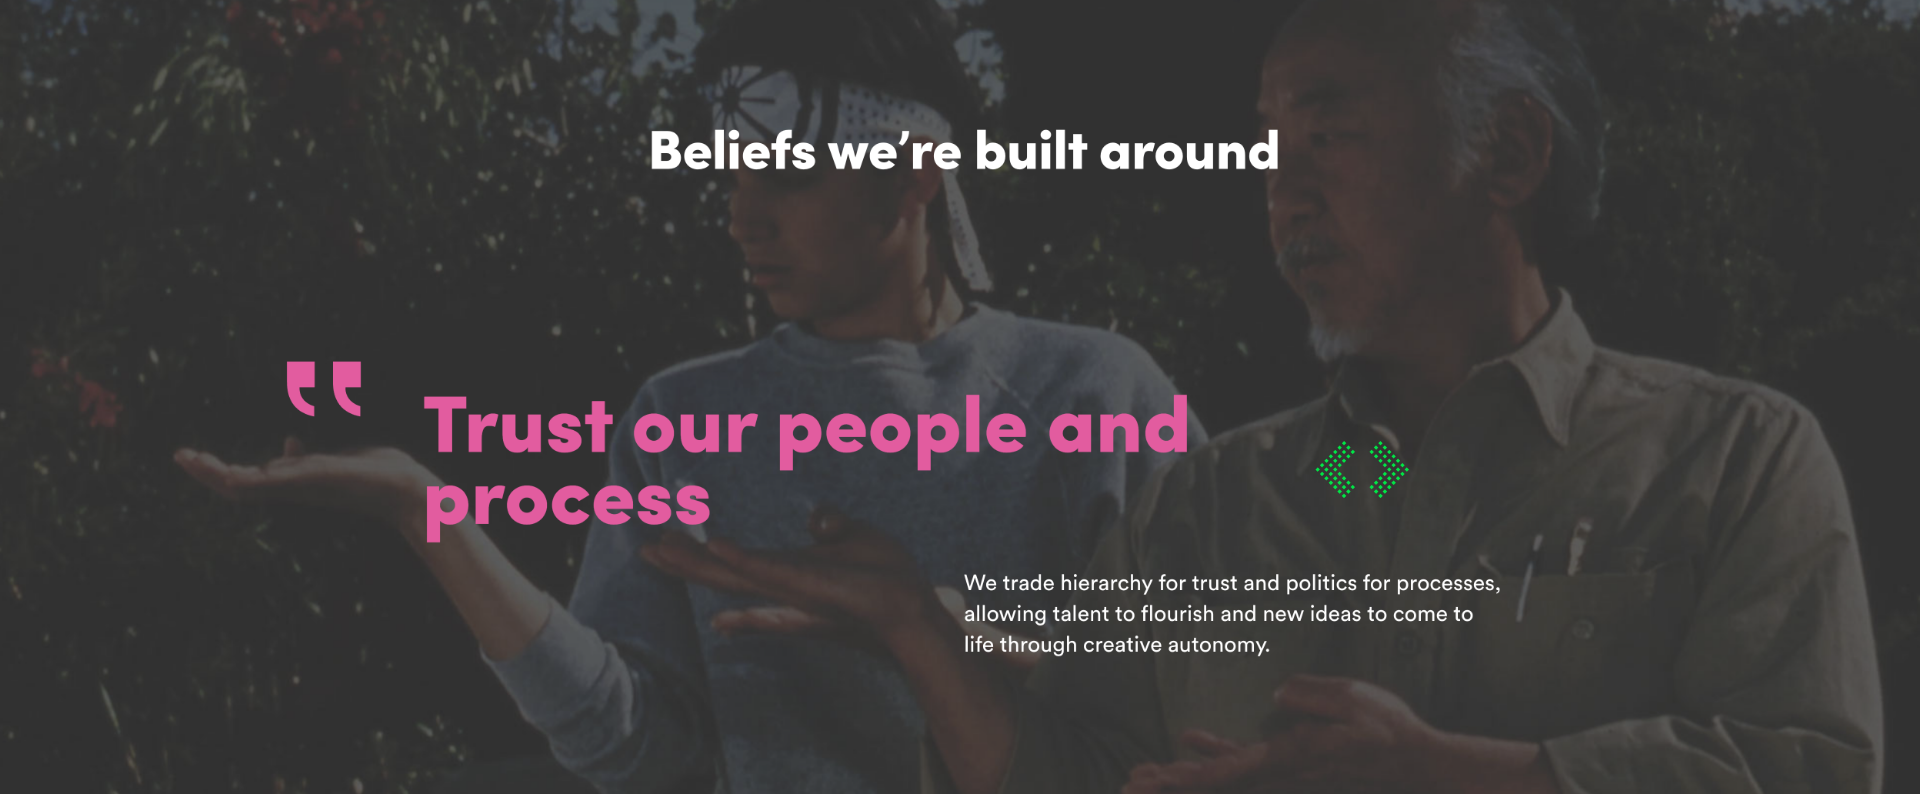 Beliefs we’re built around
Trust our people and
process
We trade hierarchy for trust and politics for processes,
allowing talent to flourish and new ideas to come to
life through creative autonomy.